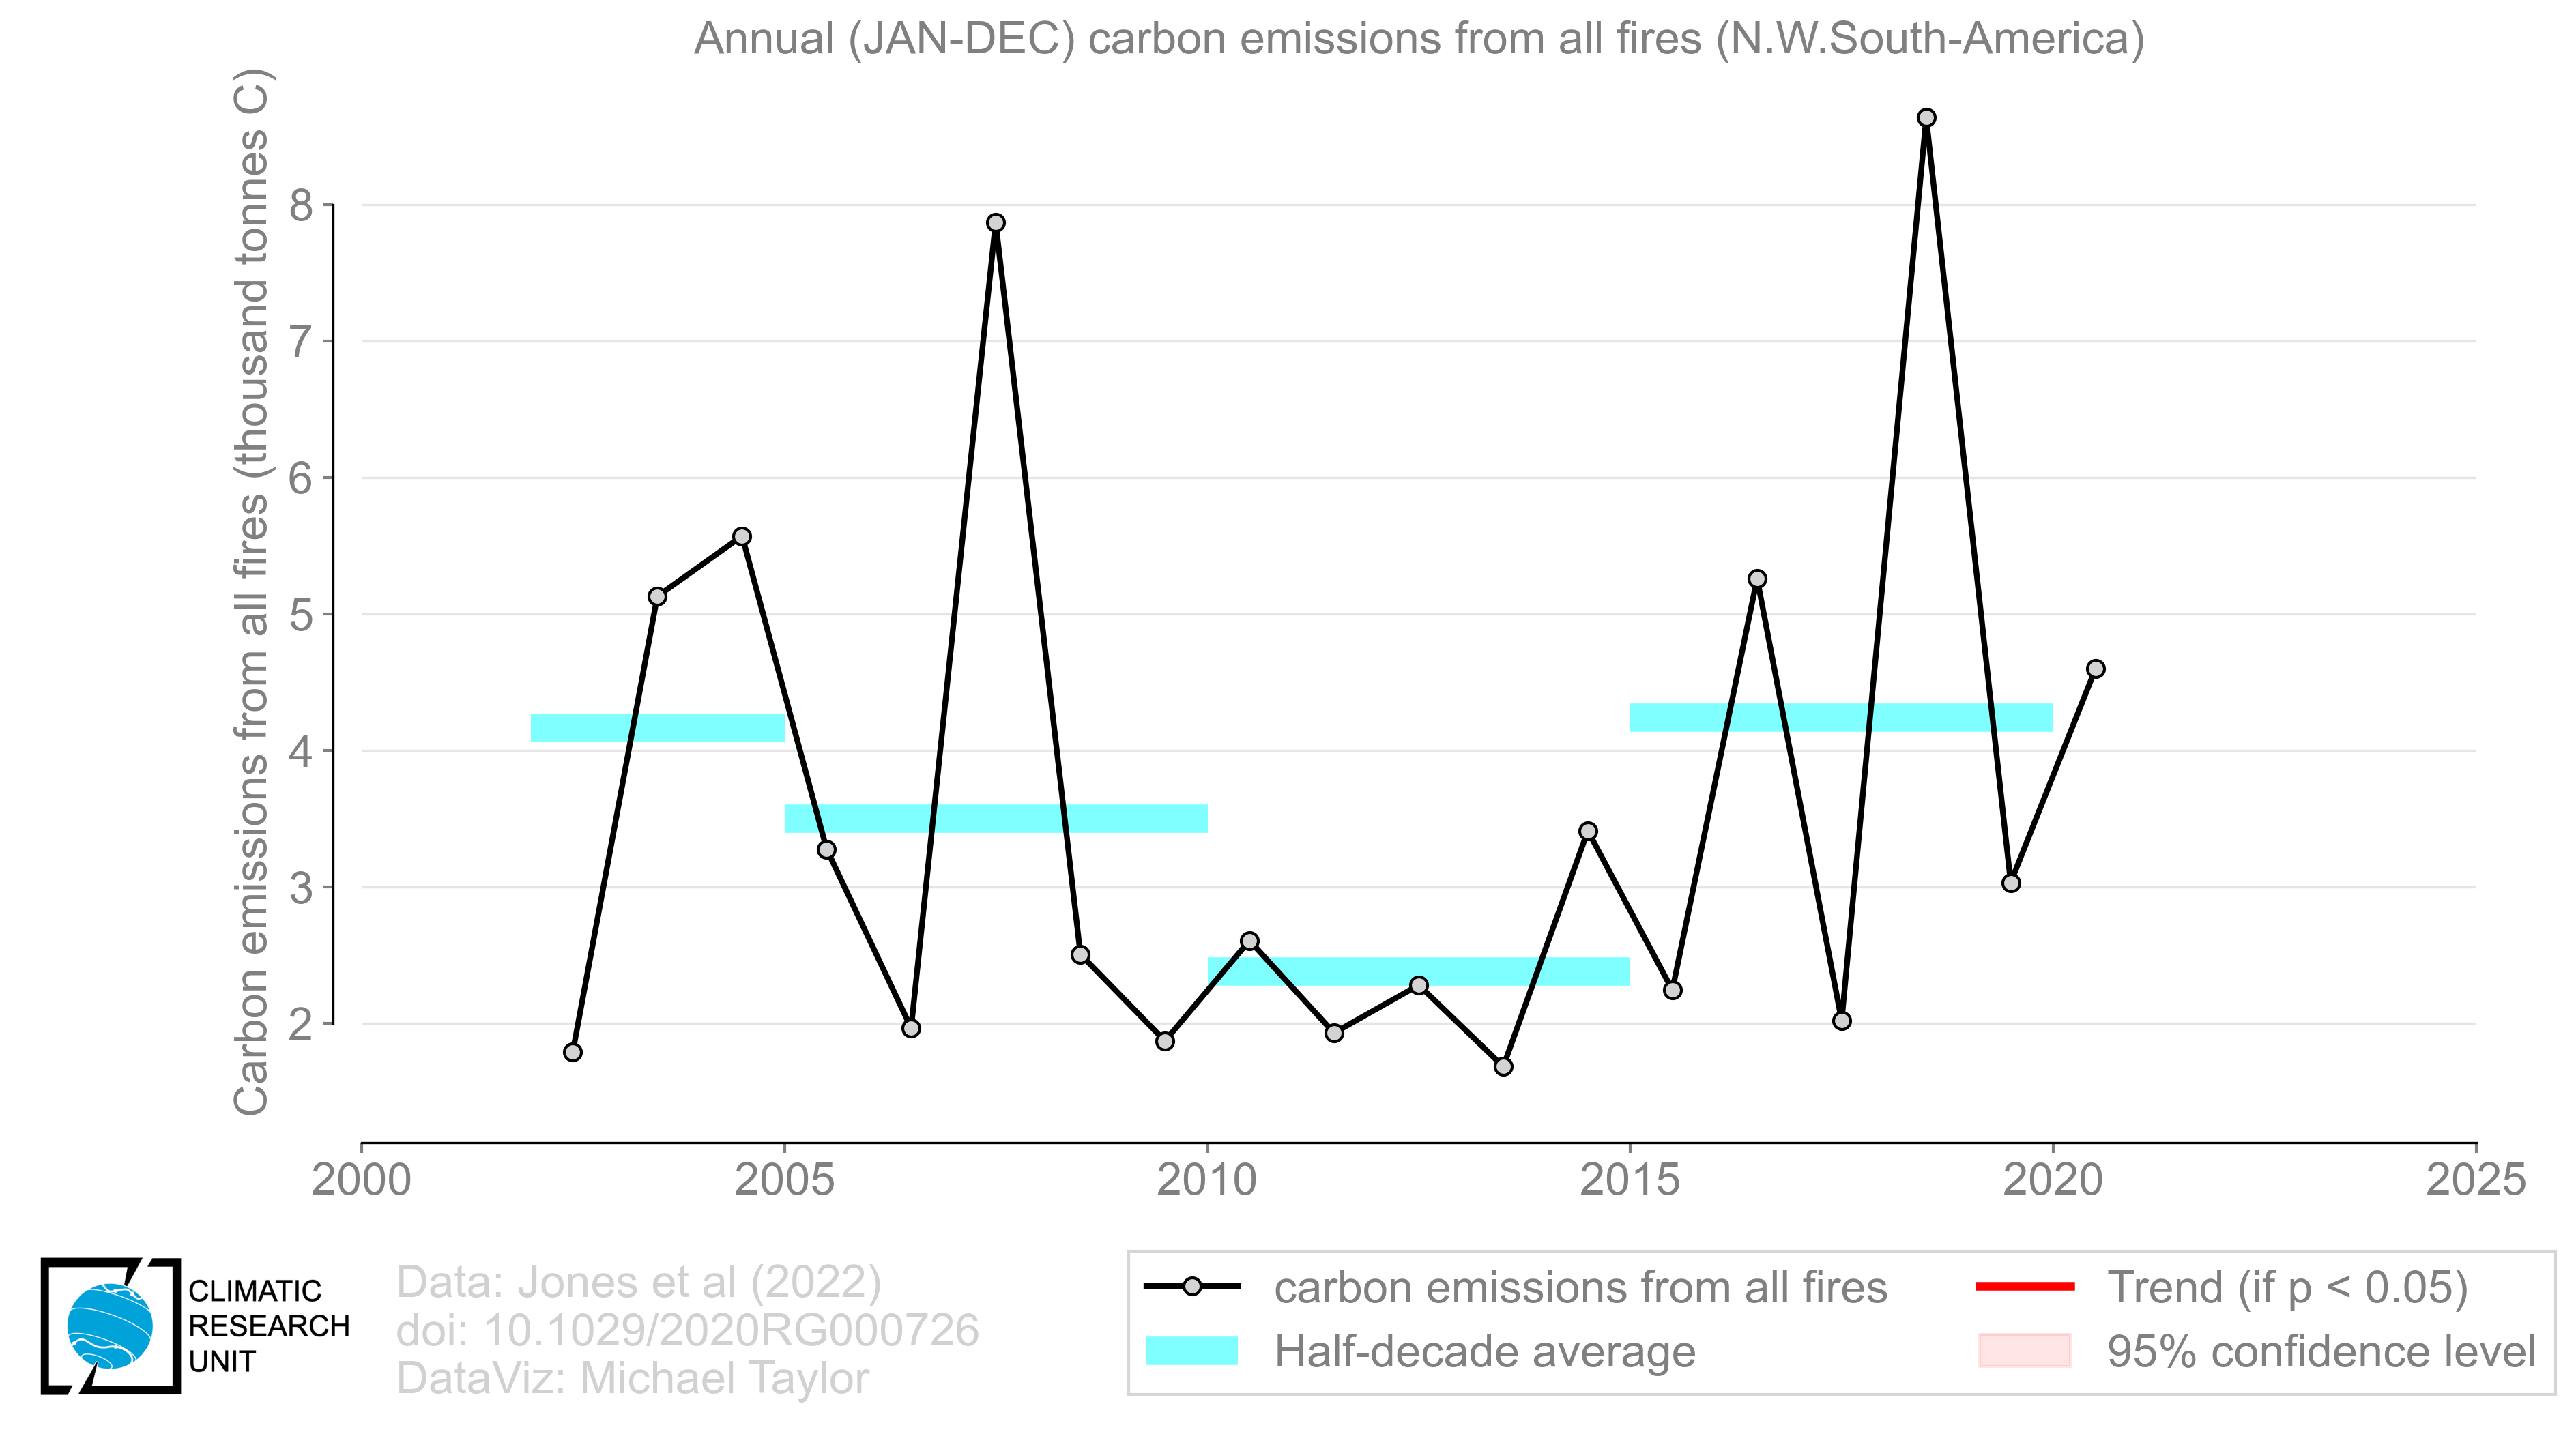 Annual (JAN-DEC) carbon emissions from all fires (N.W.South-America)
Carbon emissions from all fires (thousand tonnes C)
8
7
6
5
4
3
2
2000
2005
2010
2015
2020
2025
CLIMATIC
RESEARCH
UNIT
Data: Jones et al (2022)
doi: 10.1029/2020RG000726
DataViz: Michael Taylor
carbon emissions from all fires
Half-decade average
Trend (if p < 0.05)
95% confidence level